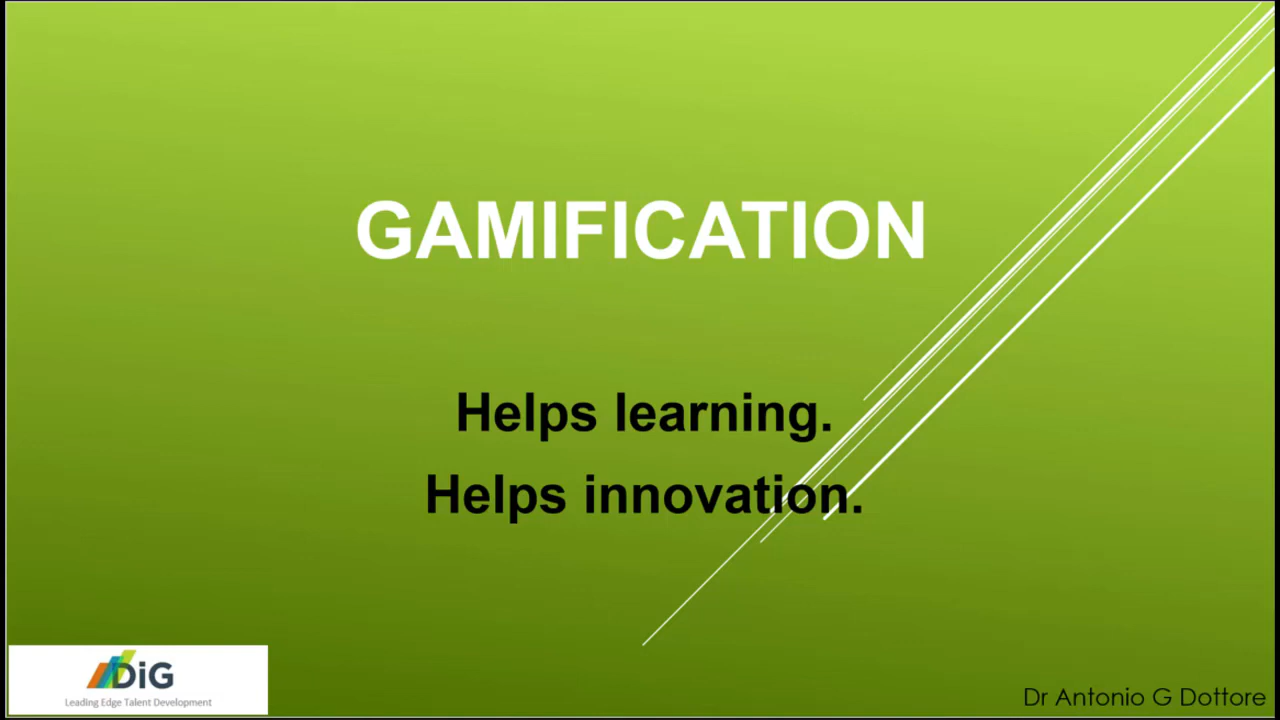 GAMIFICATION
Helps learning.
Helps innovation.
DiG
Leading Edge Talent Development
Dr Antonio G Dottore